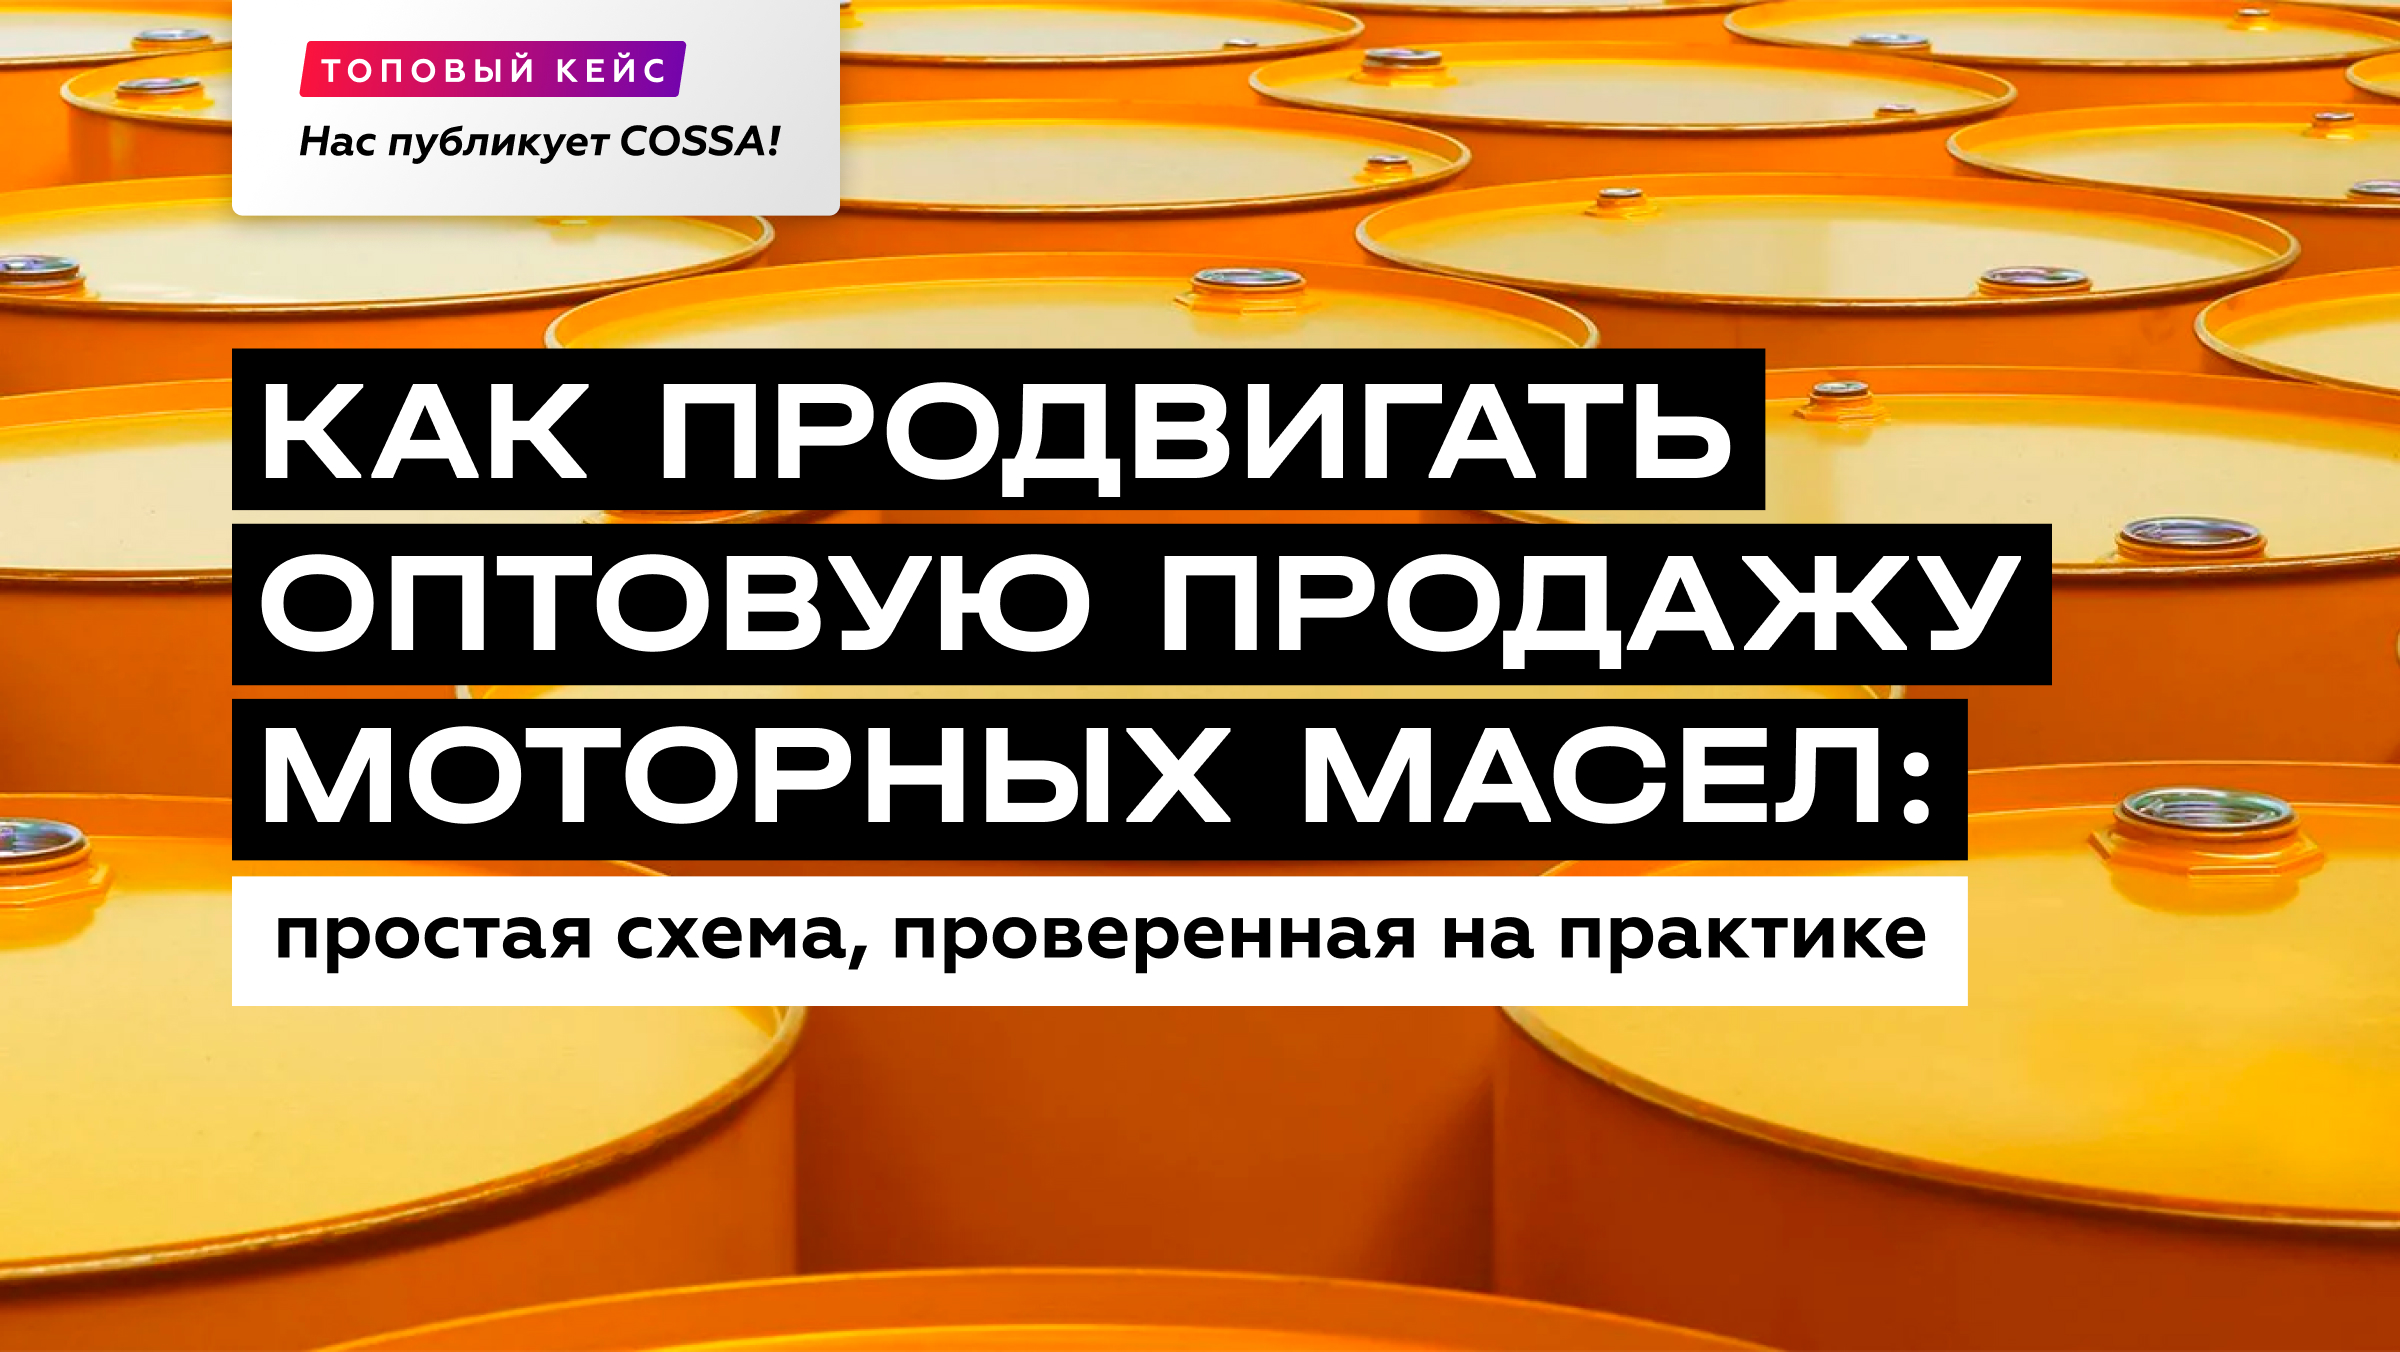 ТОПОВЫЙ КЕЙС
Нас публикует COSSA!
КАК ПРОДВИГАТЬ
ОПТОВУЮ ПРОДАЖУ
МОТОРНЫХ МАСЕЛ:
простая схема, проверенная на практике